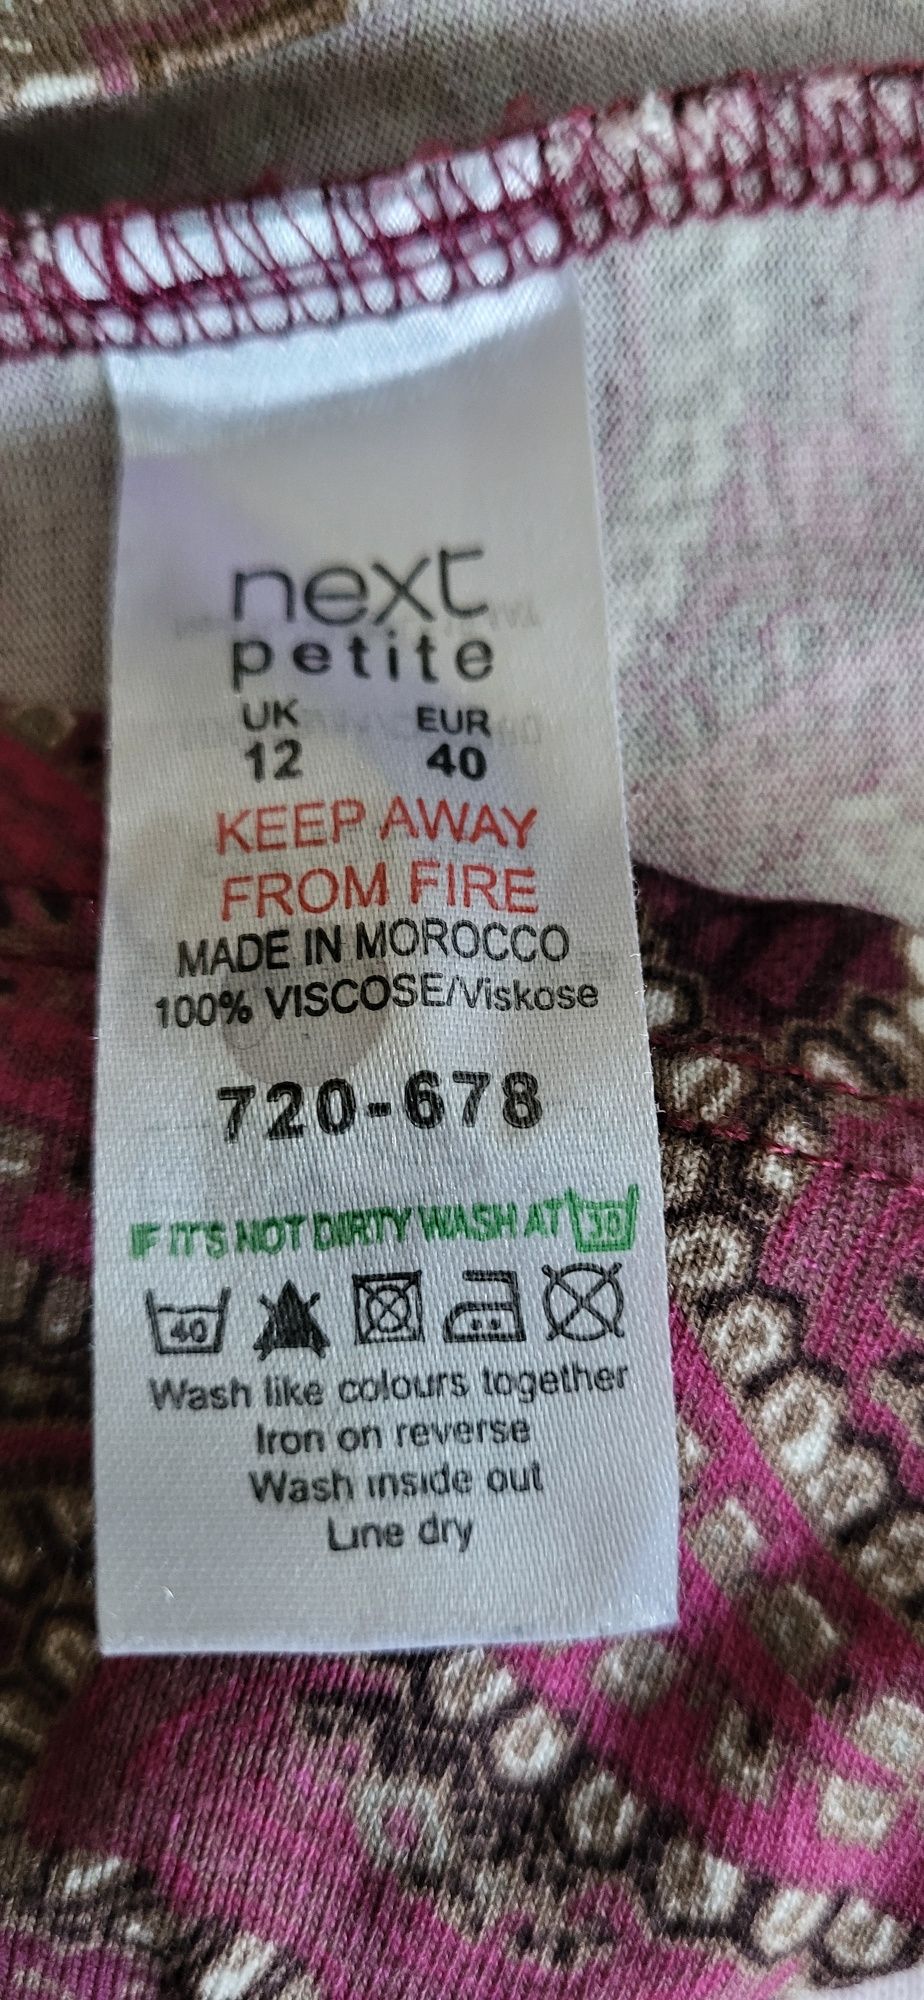 next
petite
UK EUR
12 40
KEEP AWAY
FROM FIRE
MADE IN MOROCCO
100% VISCOSE/Viskose
720-678
IF IT'S NOT DIRTY WASH AT 30
40
Wash like colours together
Iron on reverse
Wash inside out
Line dry